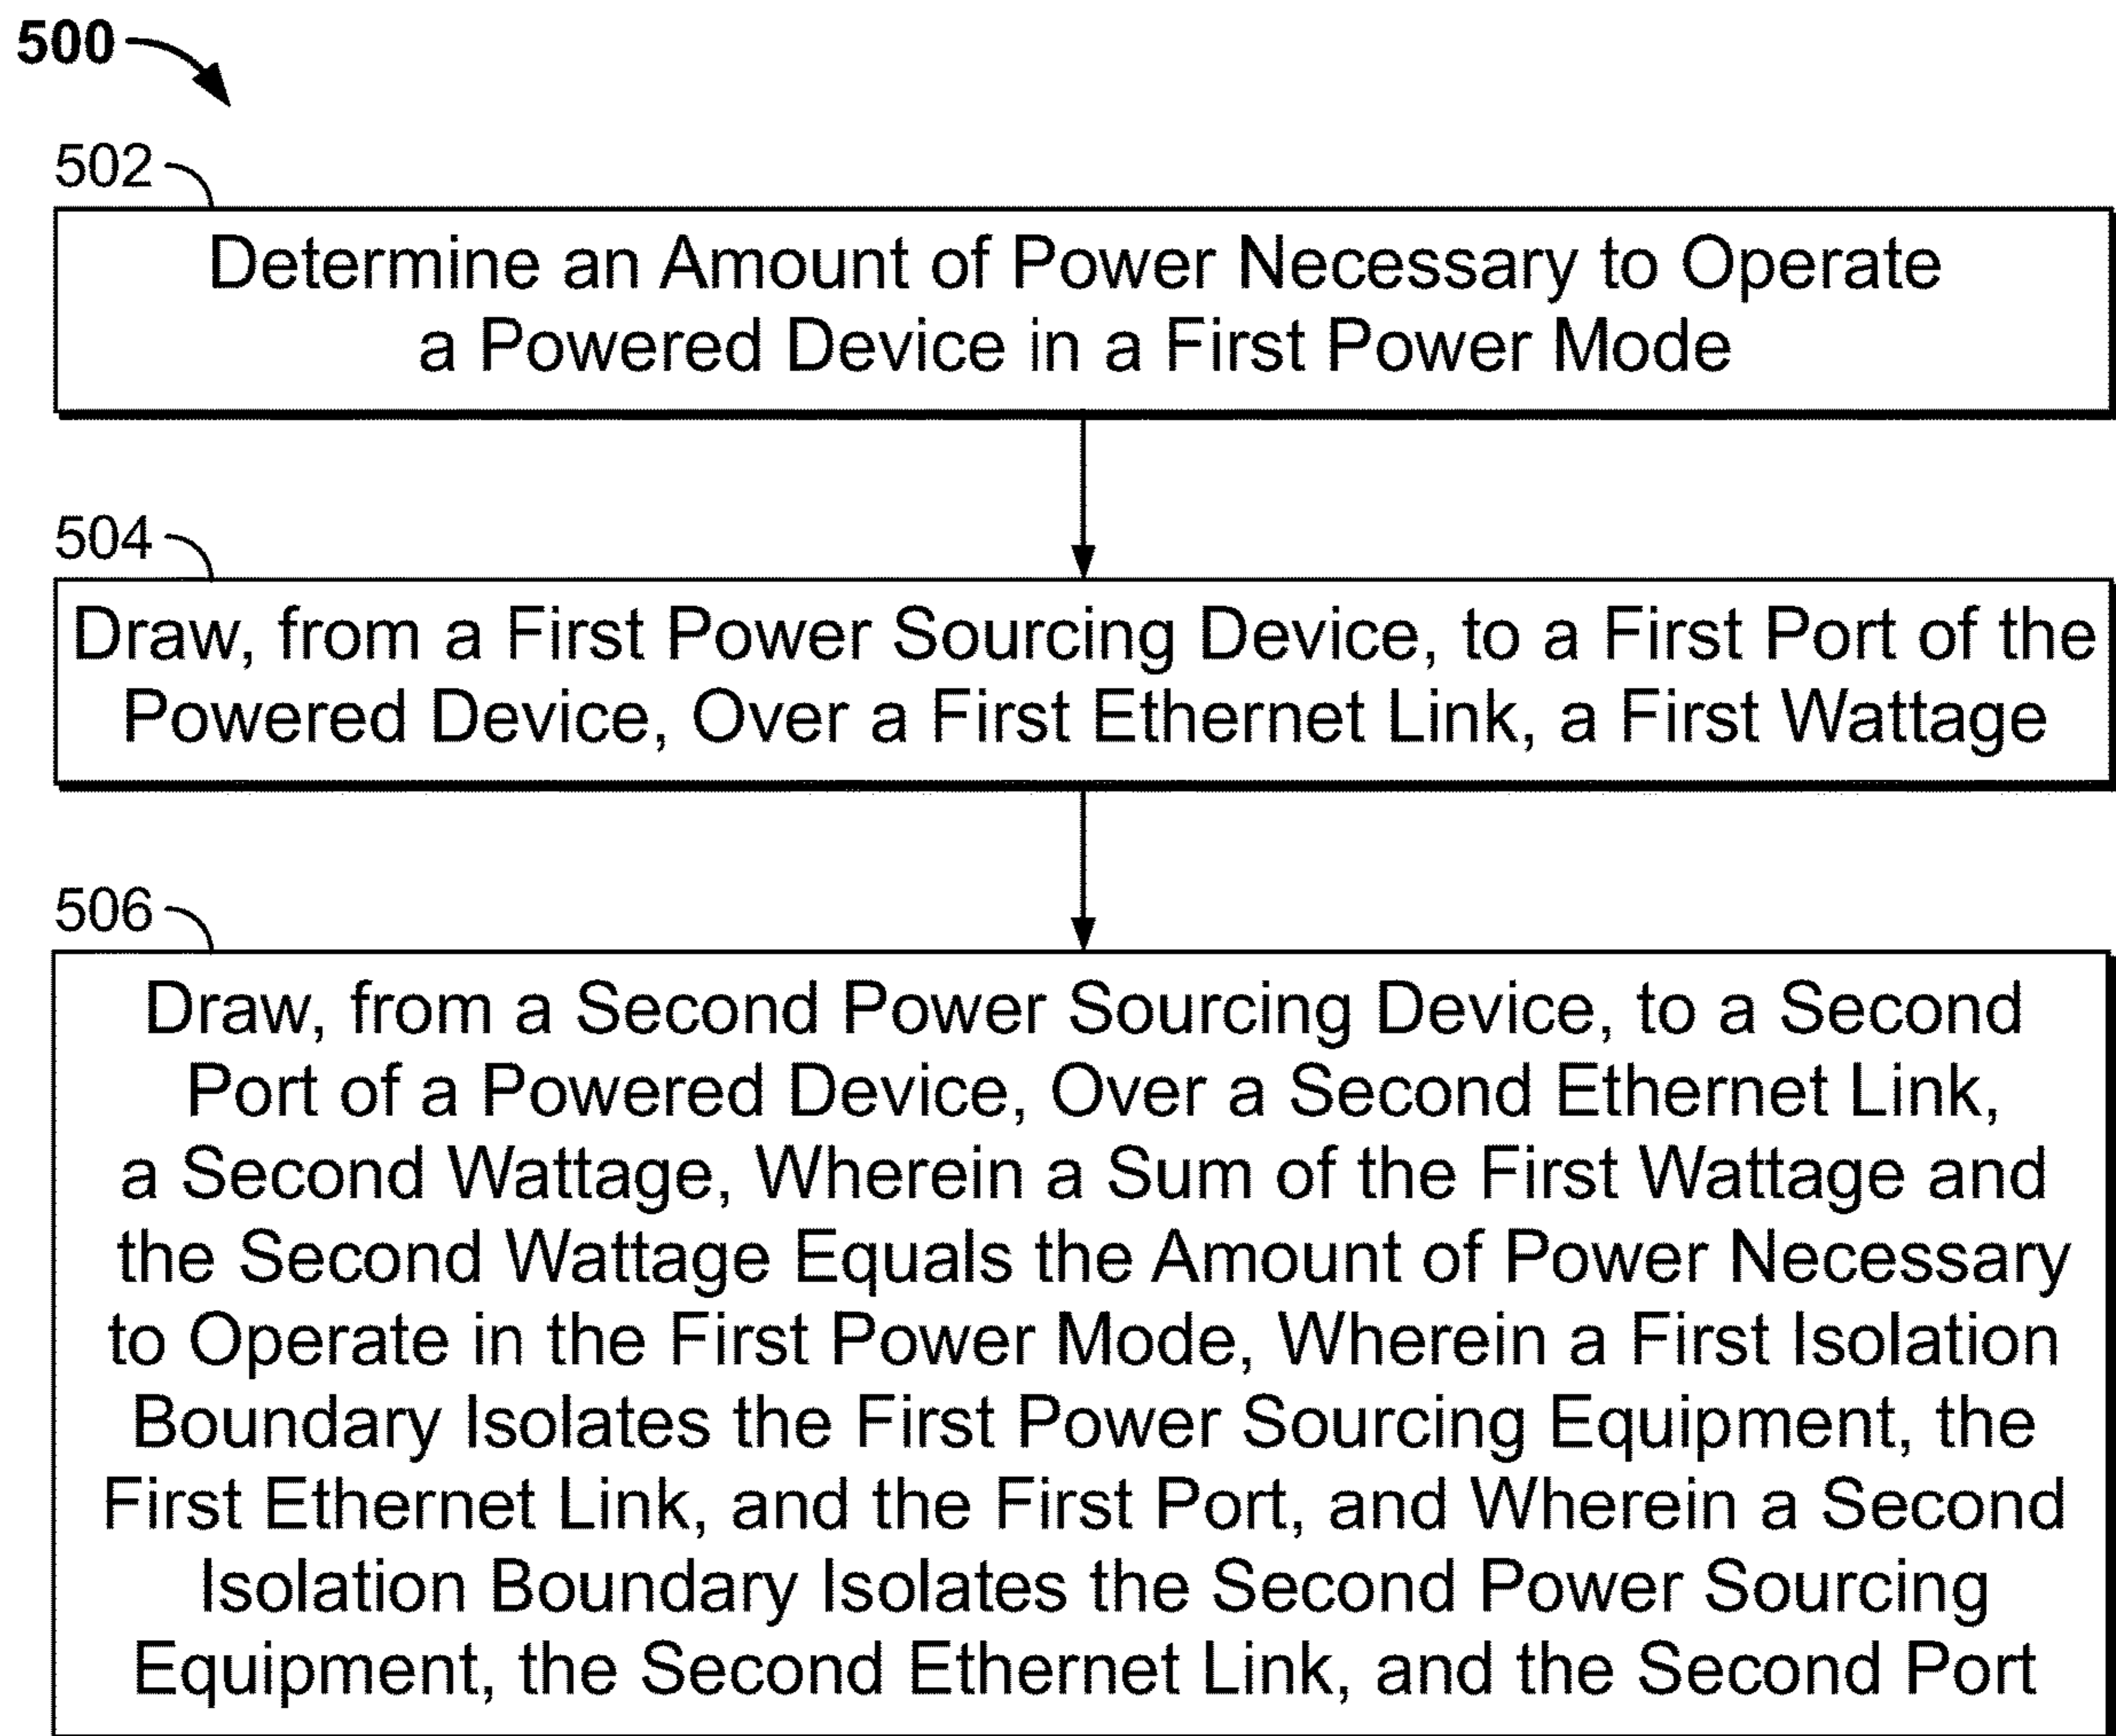 500
502
Determine an Amount of Power Necessary to Operate
a Powered Device in a First Power Mode
504
Draw, from a First Power Sourcing Device, to a First Port of the
Powered Device, Over a First Ethernet Link, a First Wattage
506
Draw, from a Second Power Sourcing Device, to a Second
Port of a Powered Device, Over a Second Ethernet Link,
a Second Wattage, Wherein a Sum of the First Wattage and
the Second Wattage Equals the Amount of Power Necessary
to Operate in the First Power Mode, Wherein a First Isolation
Boundary Isolates the First Power Sourcing Equipment, the
First Ethernet Link, and the First Port, and Wherein a Second
Isolation Boundary Isolates the Second Power Sourcing
Equipment, the Second Ethernet Link, and the Second Port